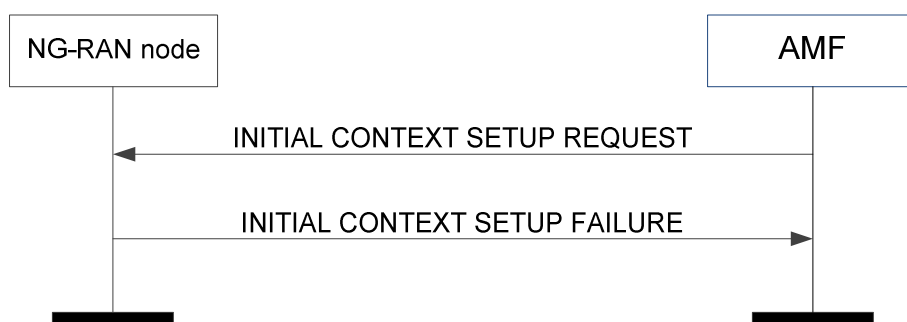 NG-RAN node
AMF
INITIAL CONTEXT SETUP REQUEST
INITIAL CONTEXT SETUP FAILURE